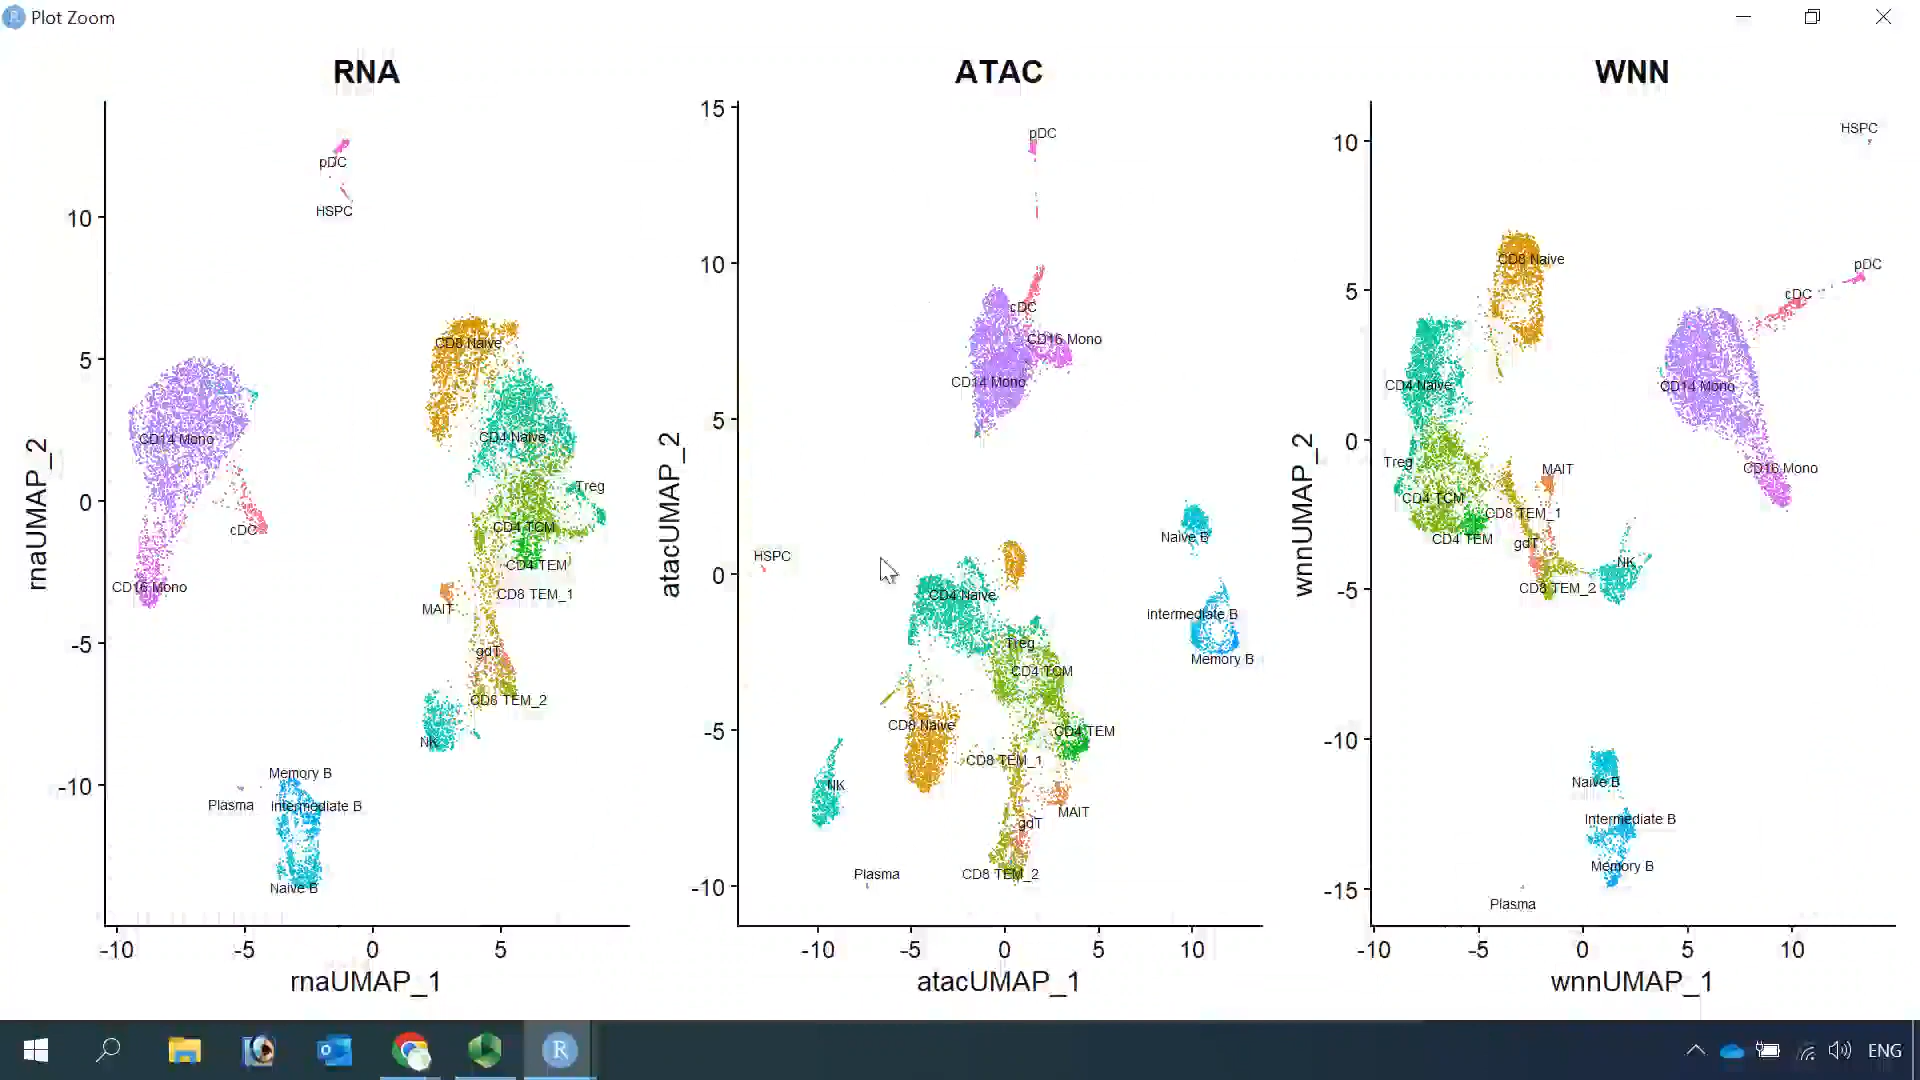 Plot Zoom
RNA
rnaUMAP_2
10
5
0
-5
-10
pDC
HSPC
CD8 Naive
CD14 Mono
CD4 Naive
Treg
cDC
CD4 TCM
CD4 TEM
CD16 Mono
CD8 TEM_1
MAIT
gdT
CD8 TEM_2
NK
Memory B
Plasma
Intermediate B
Naive B
-10
-5
0
5
rnaUMAP_1
ATAC
atacUMAP_2
15
10
5
0
-5
-10
pDC
cDC
CD16 Mono
CD14 Mono
Naive B
HSPC
CD4 Naive
Intermediate B
Treg
Memory B
CD4 TCM
CD8 Naive
CD4 TEM
CD8 TEM_1
NK
MAIT
gdT
Plasma
CD8 TEM_2
-10
-5
0
5
10
atacUMAP_1
WNN
wnnUMAP_2
10
5
0
-5
-10
-15
HSPC
CD8 Naive
pDC
cDC
CD4 Naive
CD14 Mono
Treg
MAIT
CD16 Mono
CD4 TCM
CD8 TEM_1
CD4 TEM
gdT
NK
CD8 TEM_2
Naive B
Intermediate B
Memory B
Plasma
-10
-5
0
5
10
wnnUMAP_1
R
ENG